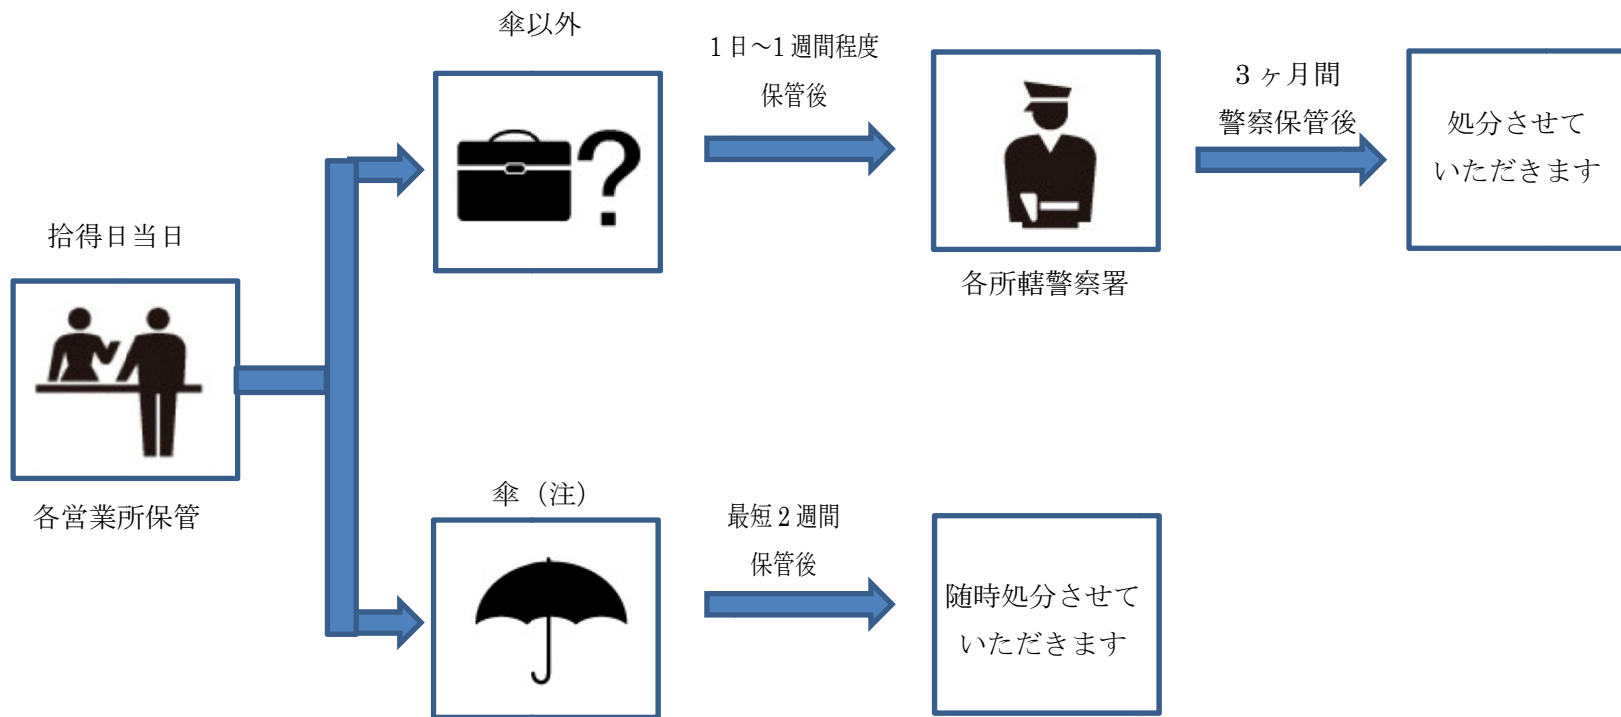 拾得日当日
各営業所保管
傘以外
1日～1週間程度
保管後
各所轄警察署
3ヶ月間
警察保管後
処分させて
いただきます
傘（注）
最短2週間
保管後
随時処分させて
いただきます